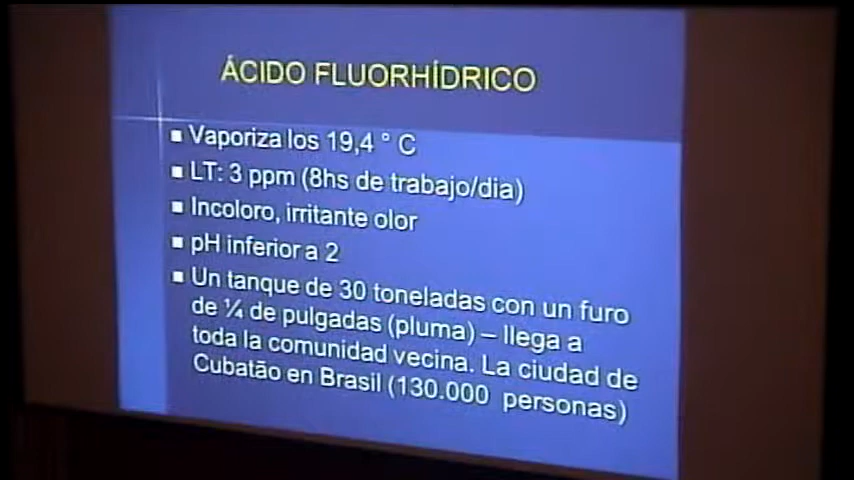 ÁCIDO FLUORHÍDRICO
▪ Vaporiza los 19,4 ° C
▪ LT: 3 ppm (8hs de trabajo/dia)
▪ Incoloro, irritante olor
▪ pH inferior a 2
▪ Un tanque de 30 toneladas con un furo
de ¼ de pulgadas (pluma) – llega a
toda la comunidad vecina. La ciudad de
Cubatão en Brasil (130.000 personas)